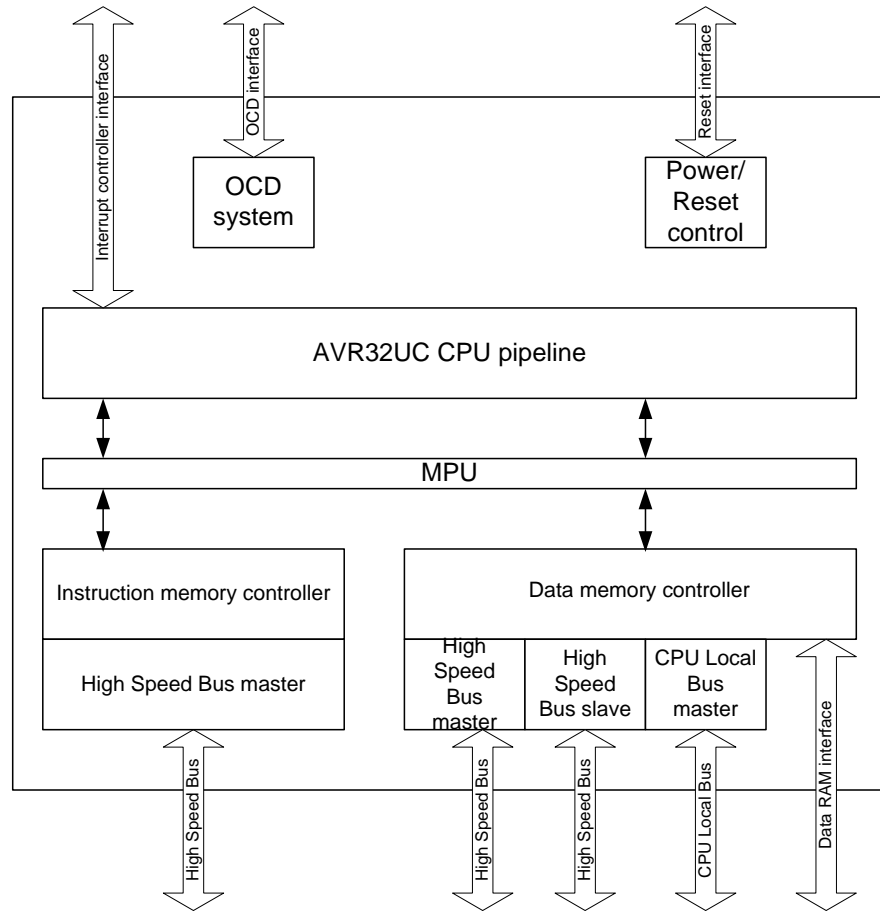 Interrupt controller interface
OCD interface
Reset interface
OCD
system
Power/
Reset
control
AVR32UC CPU pipeline
MPU
Instruction memory controller
Data memory controller
High Speed Bus master
High
Speed
Bus
master
High
Speed
Bus slave
CPU Local
Bus
master
Data RAM interface
High Speed Bus
High Speed Bus
High Speed Bus
CPU Local Bus